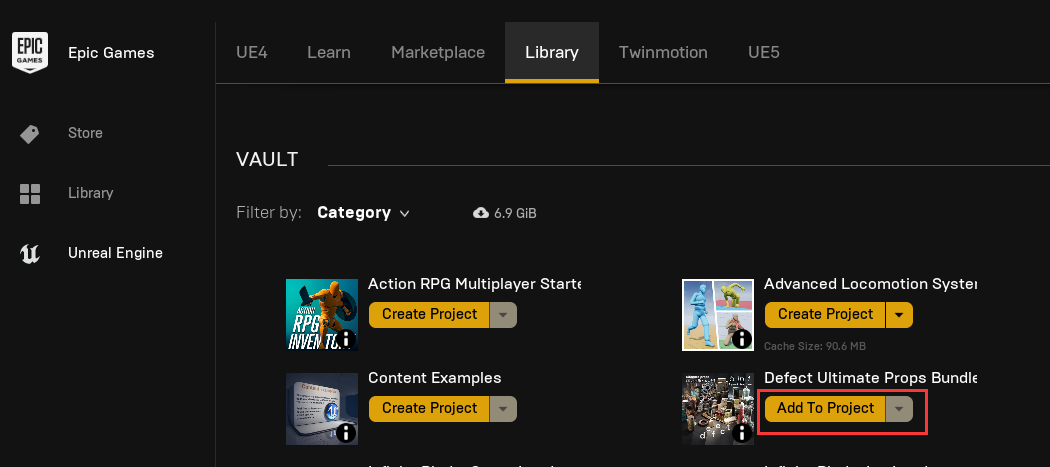 EPIC
GAMES
Epic Games
Store
Library
Unreal Engine
UE4
Learn
Marketplace
Library
Twinmotion
UE5
VAULT
Filter by:
Category
6.9 GiB
ACTION
RPG
INVENTO
Action RPG Multiplayer Starte
Create Project
Advanced Locomotion System
Create Project
Cache Size: 90.6 MB
Content Examples
Create Project
Defect Ultimate Props Bundle
Add To Project